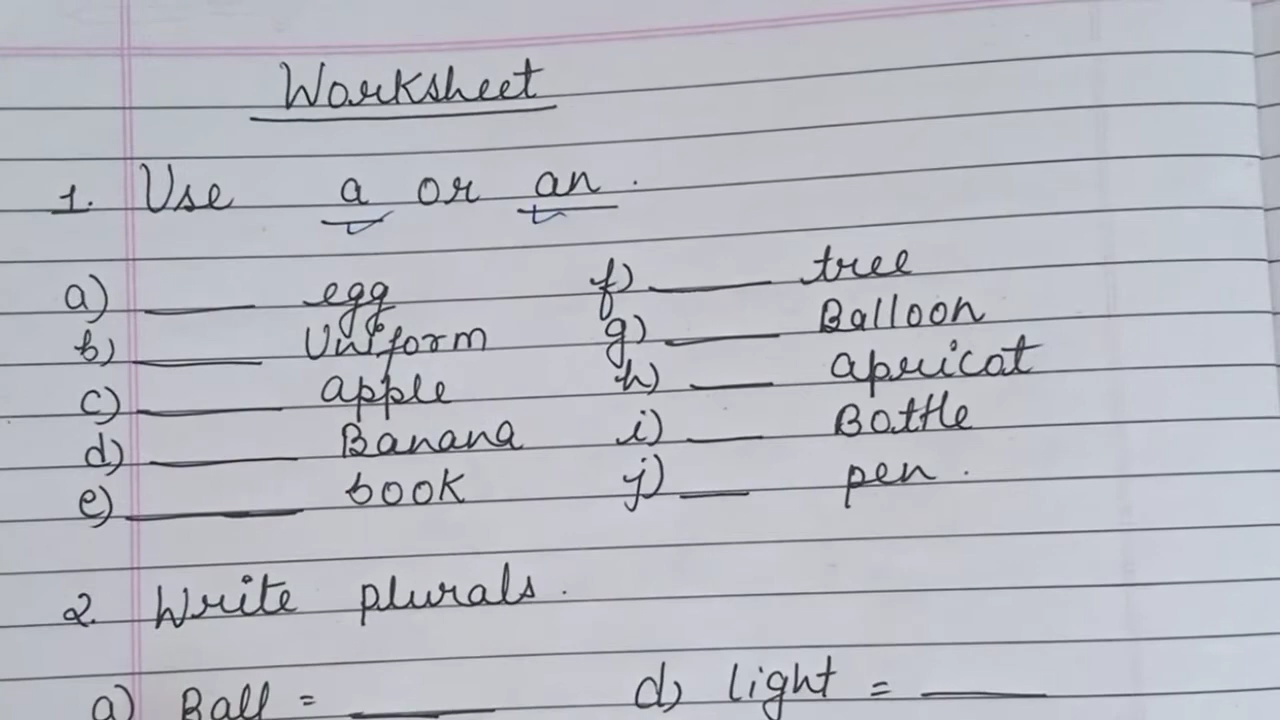 Worksheet
1. Use a or an.
a) ____ egg f) ____ tree
b) ____ Uniform g) ____ Balloon
c) ____ apple h) ____ apricot
d) ____ Banana i) ____ Bottle
e) ____ book j) ____ pen.
2. Write plurals.
a) Ball = ____ d) light = ____